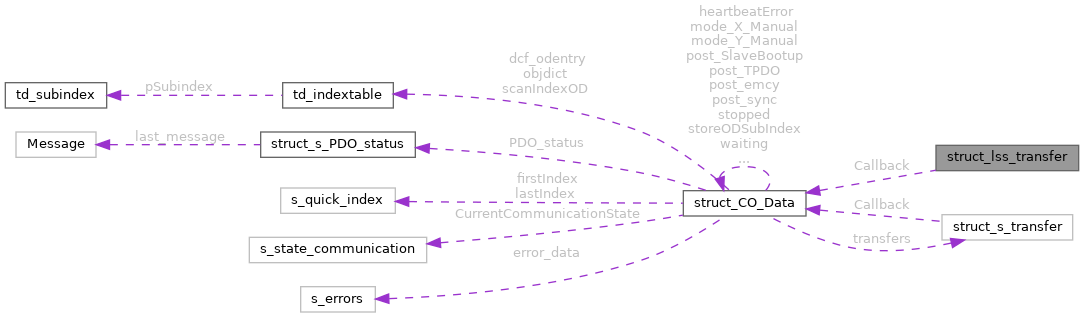 heartbeatError
mode_X_Manual
mode_Y_Manual
post_SlaveBootup
post_TPDO
post_emcy
post_sync
stopped
storeODSubIndex
waiting
...
dcf_odentry
objdict
scanIndexOD
pSubindex
td_subindex
td_indextable
last_message
Message
struct_s_PDO_status
PDO_status
struct_lss_transfer
Callback
firstIndex
lastIndex
s_quick_index
struct_CO_Data
Callback
CurrentCommunicationState
struct_s_transfer
transfers
s_state_communication
error_data
s_errors